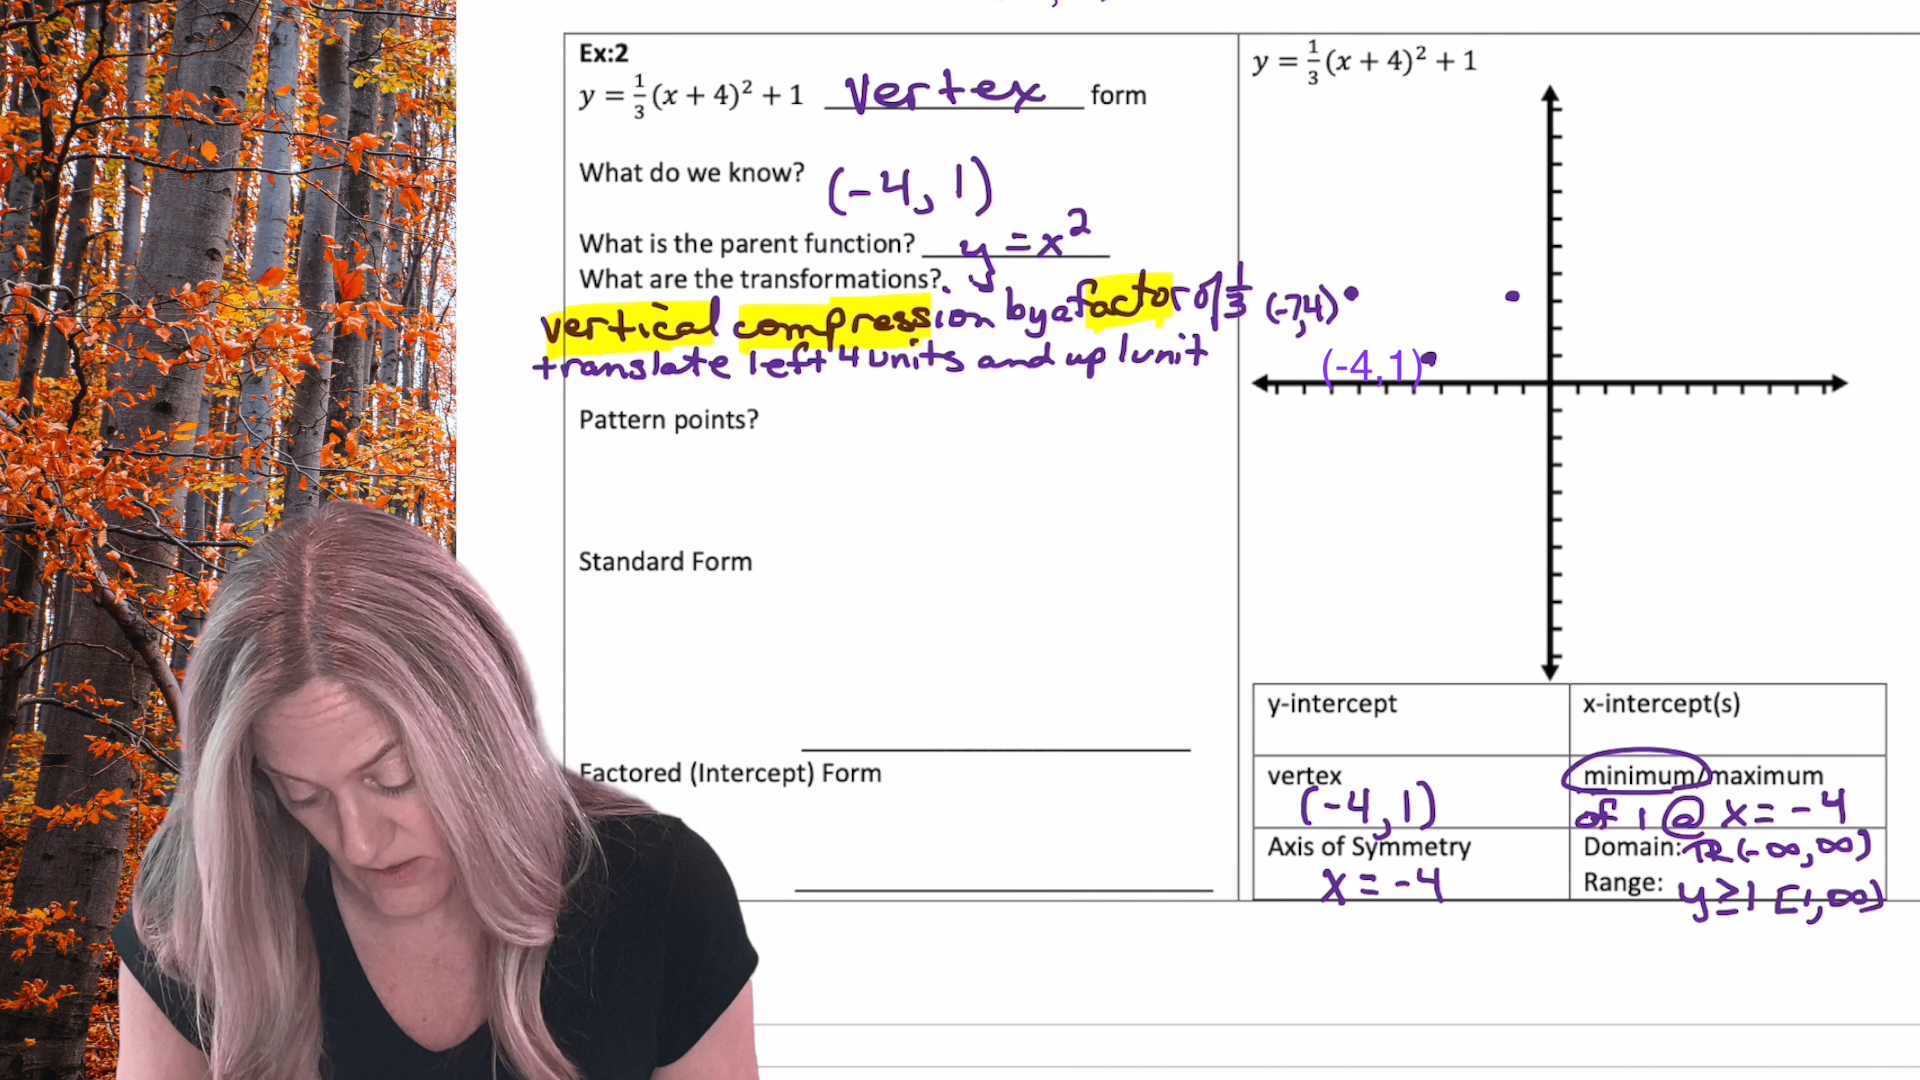 Ex:2
y = 1/3 (x + 4)² + 1 vertex form
What do we know? (-4, 1)
What is the parent function? y = x²
What are the transformations?
vertical compression by a factor of 1/3
translate left 4 units and up 1 unit
Pattern points?
Standard Form
Factored (Intercept) Form
y = 1/3 (x + 4)² + 1
(-7,4)
(-4,1)
y-intercept
x-intercept(s)
vertex
(-4, 1)
minimum/maximum
of 1 @ x = -4
Axis of Symmetry
x = -4
Domain: ℝ (-∞, ∞)
Range: y ≥ 1 [1, ∞)